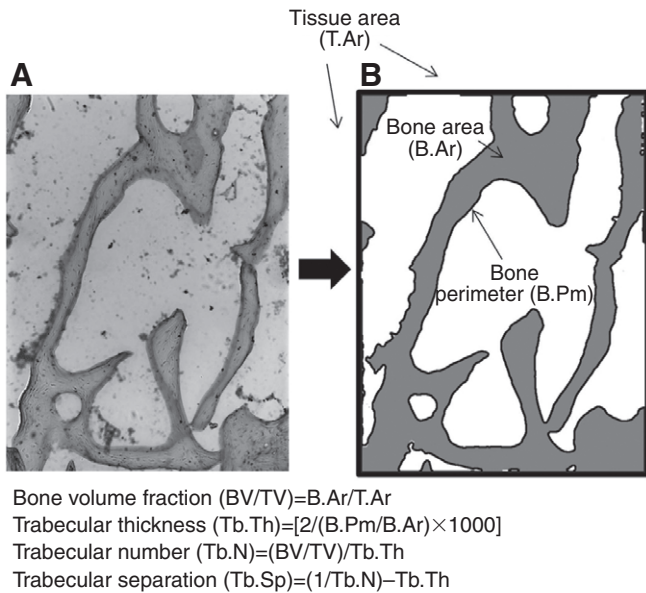 Tissue area
(T.Ar)
A
B
Bone area
(B.Ar)
Bone
perimeter (B.Pm)
Bone volume fraction (BV/TV)=B.Ar/T.Ar
Trabecular thickness (Tb.Th)=[2/(B.Pm/B.Ar)×1000]
Trabecular number (Tb.N)=(BV/TV)/Tb.Th
Trabecular separation (Tb.Sp)=(1/Tb.N)–Tb.Th